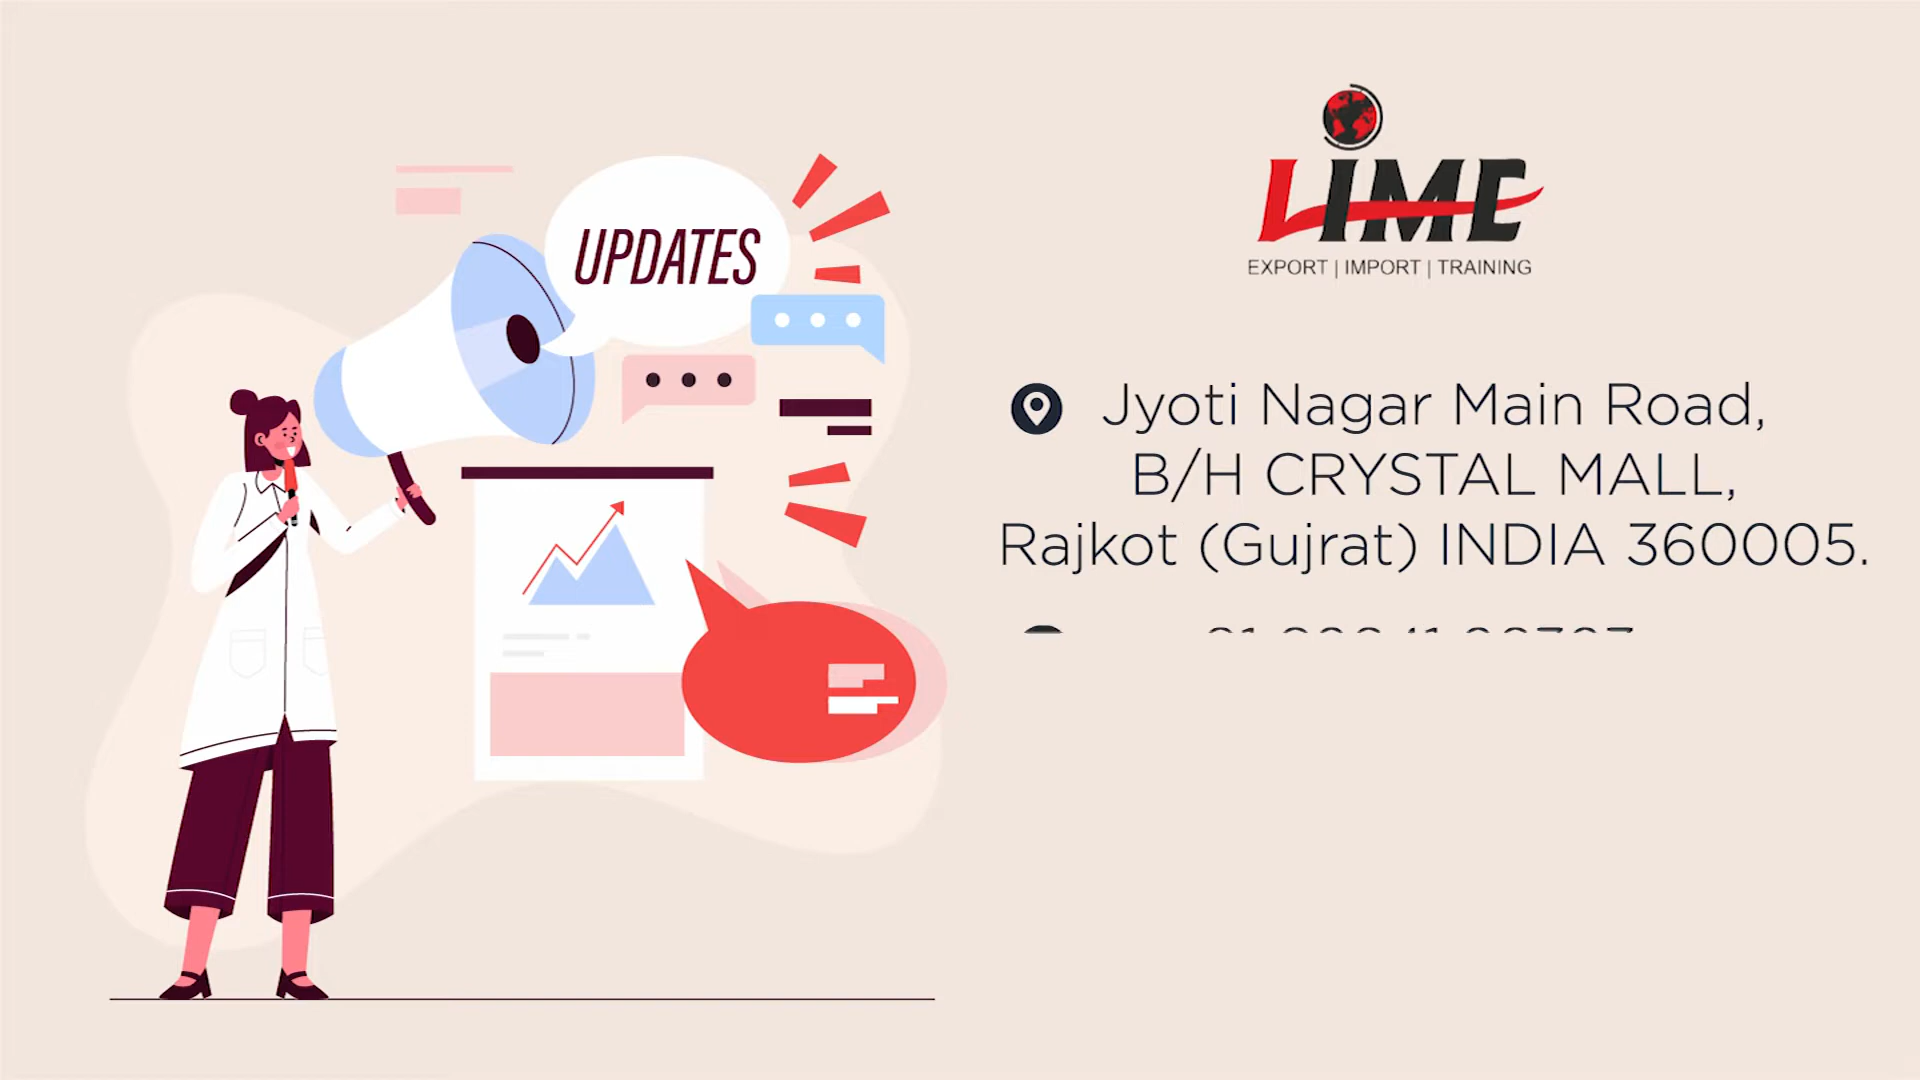 UPDATES
LIME
EXPORT | IMPORT | TRAINING
Jyoti Nagar Main Road,
B/H CRYSTAL MALL,
Rajkot (Gujrat) INDIA 360005.